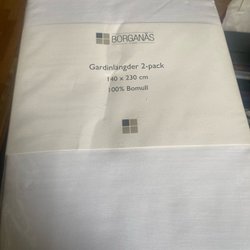 BORGANÄS
Gardinlängder 2-pack
140 x 230 cm
100% Bomull